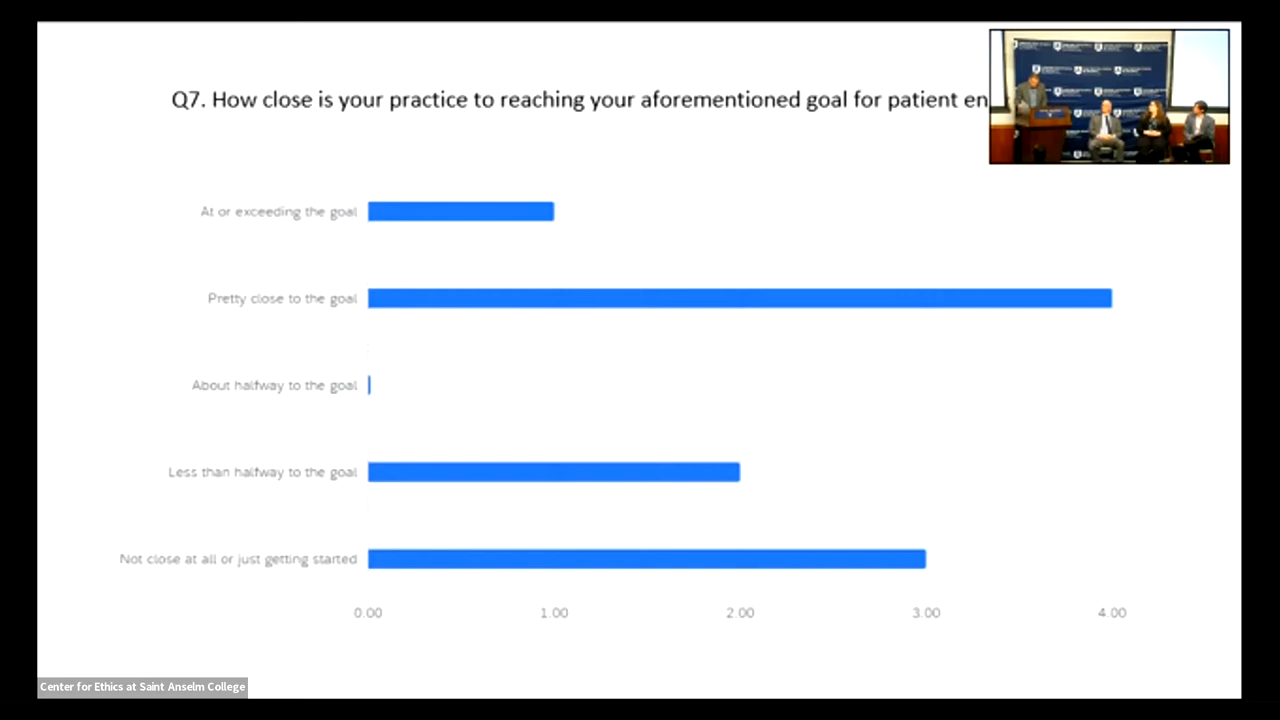 Q7. How close is your practice to reaching your aforementioned goal for patient en
At or exceeding the goal
Pretty close to the goal
About halfway to the goal
Less than halfway to the goal
Not close at all or just getting started
0.00 1.00 2.00 3.00 4.00
Center for Ethics at Saint Anselm College